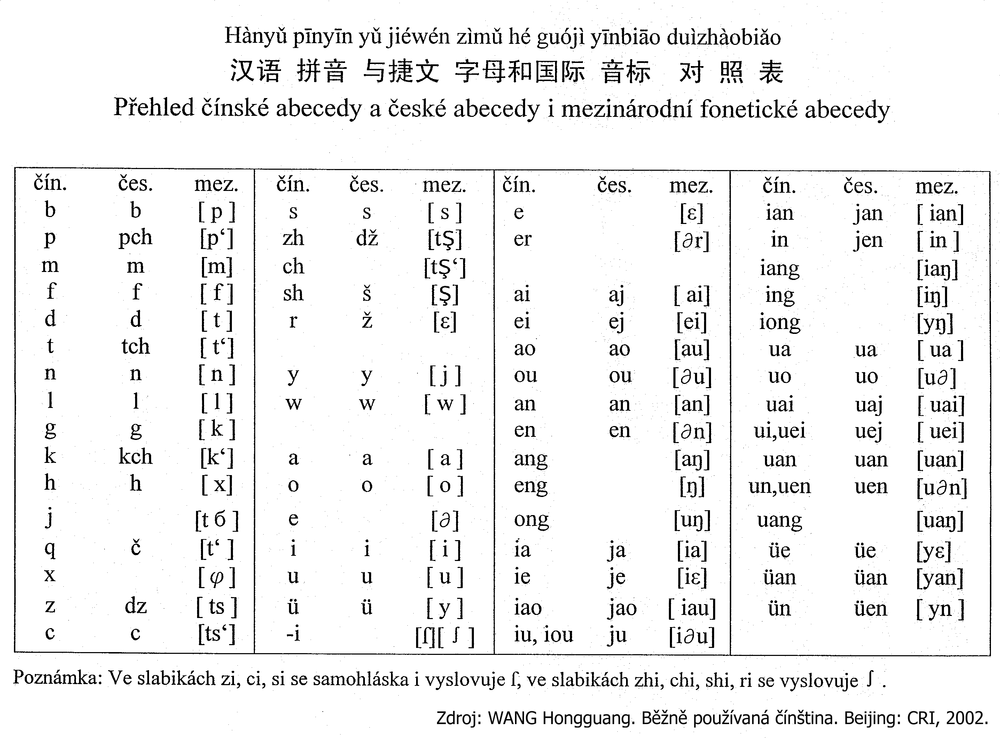 Hànyǔ pīnyīn yǔ jiéwén zìmǔ hé guójì yīnbiāo duìzhàobiǎo
汉语 拼音 与捷文 字母和国际 音标 对 照 表
Přehled čínské abecedy a české abecedy i mezinárodní fonetické abecedy
čín. čes. mez. čín. čes. mez. čín. čes. mez. čín. čes. mez.
b b [ p ] s s [ s ] e [ε] ian jan [ ian]
p pch [p‘] zh dž [tŞ] er [∂r] in jen [ in ]
m m [m] ch [tŞ‘] iang [iaŋ]
f f [ f ] sh š [Ş] ai aj [ ai] ing [iŋ]
d d [ t ] r ž [ε] ei ej [ei] iong [yŋ]
t tch [ t‘] ao ao [au] ua ua [ ua ]
n n [ n ] y y [ j ] ou ou [∂u] uo uo [u∂]
l l [ l ] w w [ w ] an an [an] uai uaj [ uai]
g g [ k ] en en [∂n] ui,uei uej [ uei]
k kch [k‘] a a [ a ] ang [aŋ] uan uan [uan]
h h [ x] o o [ o ] eng [ŋ] un,uen uen [u∂n]
j [t б ] e [∂] ong [uŋ] uang [uaŋ]
q č [t‘ ] i i [ i ] ia ja [ia] üe üe [yε]
x [ φ ] u u [ u ] ie je [iε] üan üan [yan]
z dz [ ts ] ü ü [ y ] iao jao [ iau] ün üen [ yn ]
c c [ts‘] -i [ſ][ ʃ ] iu, iou ju [i∂u]
Poznámka: Ve slabikách zi, ci, si se samohláska i vyslovuje ſ, ve slabikách zhi, chi, shi, ri se vyslovuje ʃ .
Zdroj: WANG Hongguang. Běžně používaná čínština. Beijing: CRI, 2002.